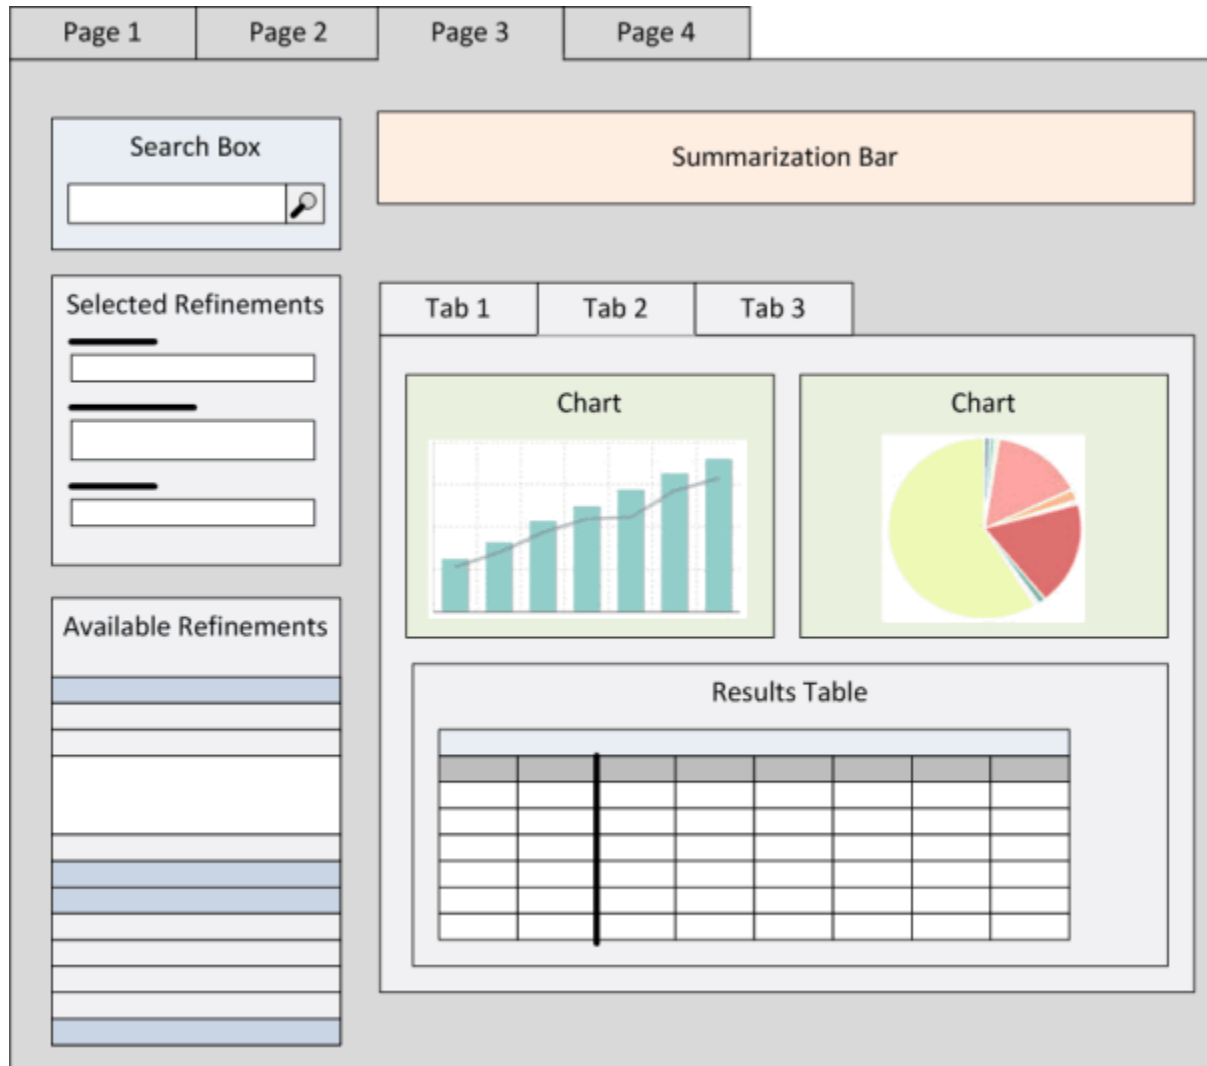 Page 1
Page 2
Page 3
Page 4
Search Box
Summarization Bar
Selected Refinements
Tab 1
Tab 2
Tab 3
Chart
Chart
Available Refinements
Results Table